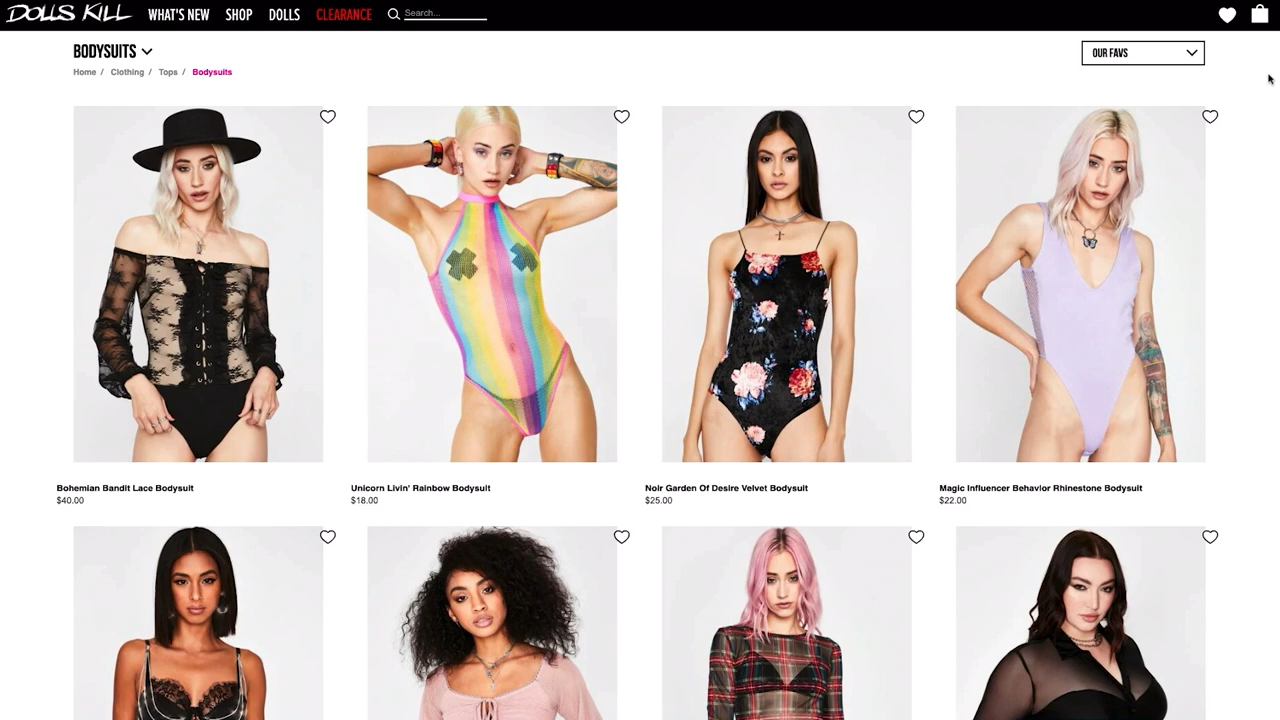 DOLLS KILL WHAT'S NEW SHOP DOLLS CLEARANCE Search...
BODYSUITS OUR FAVS
Home / Clothing / Tops / Bodysuits
Bohemian Bandit Lace Bodysuit
$40.00
Unicorn Livin' Rainbow Bodysuit
$18.00
Noir Garden Of Desire Velvet Bodysuit
$25.00
Magic Influencer Behavior Rhinestone Bodysuit
$22.00